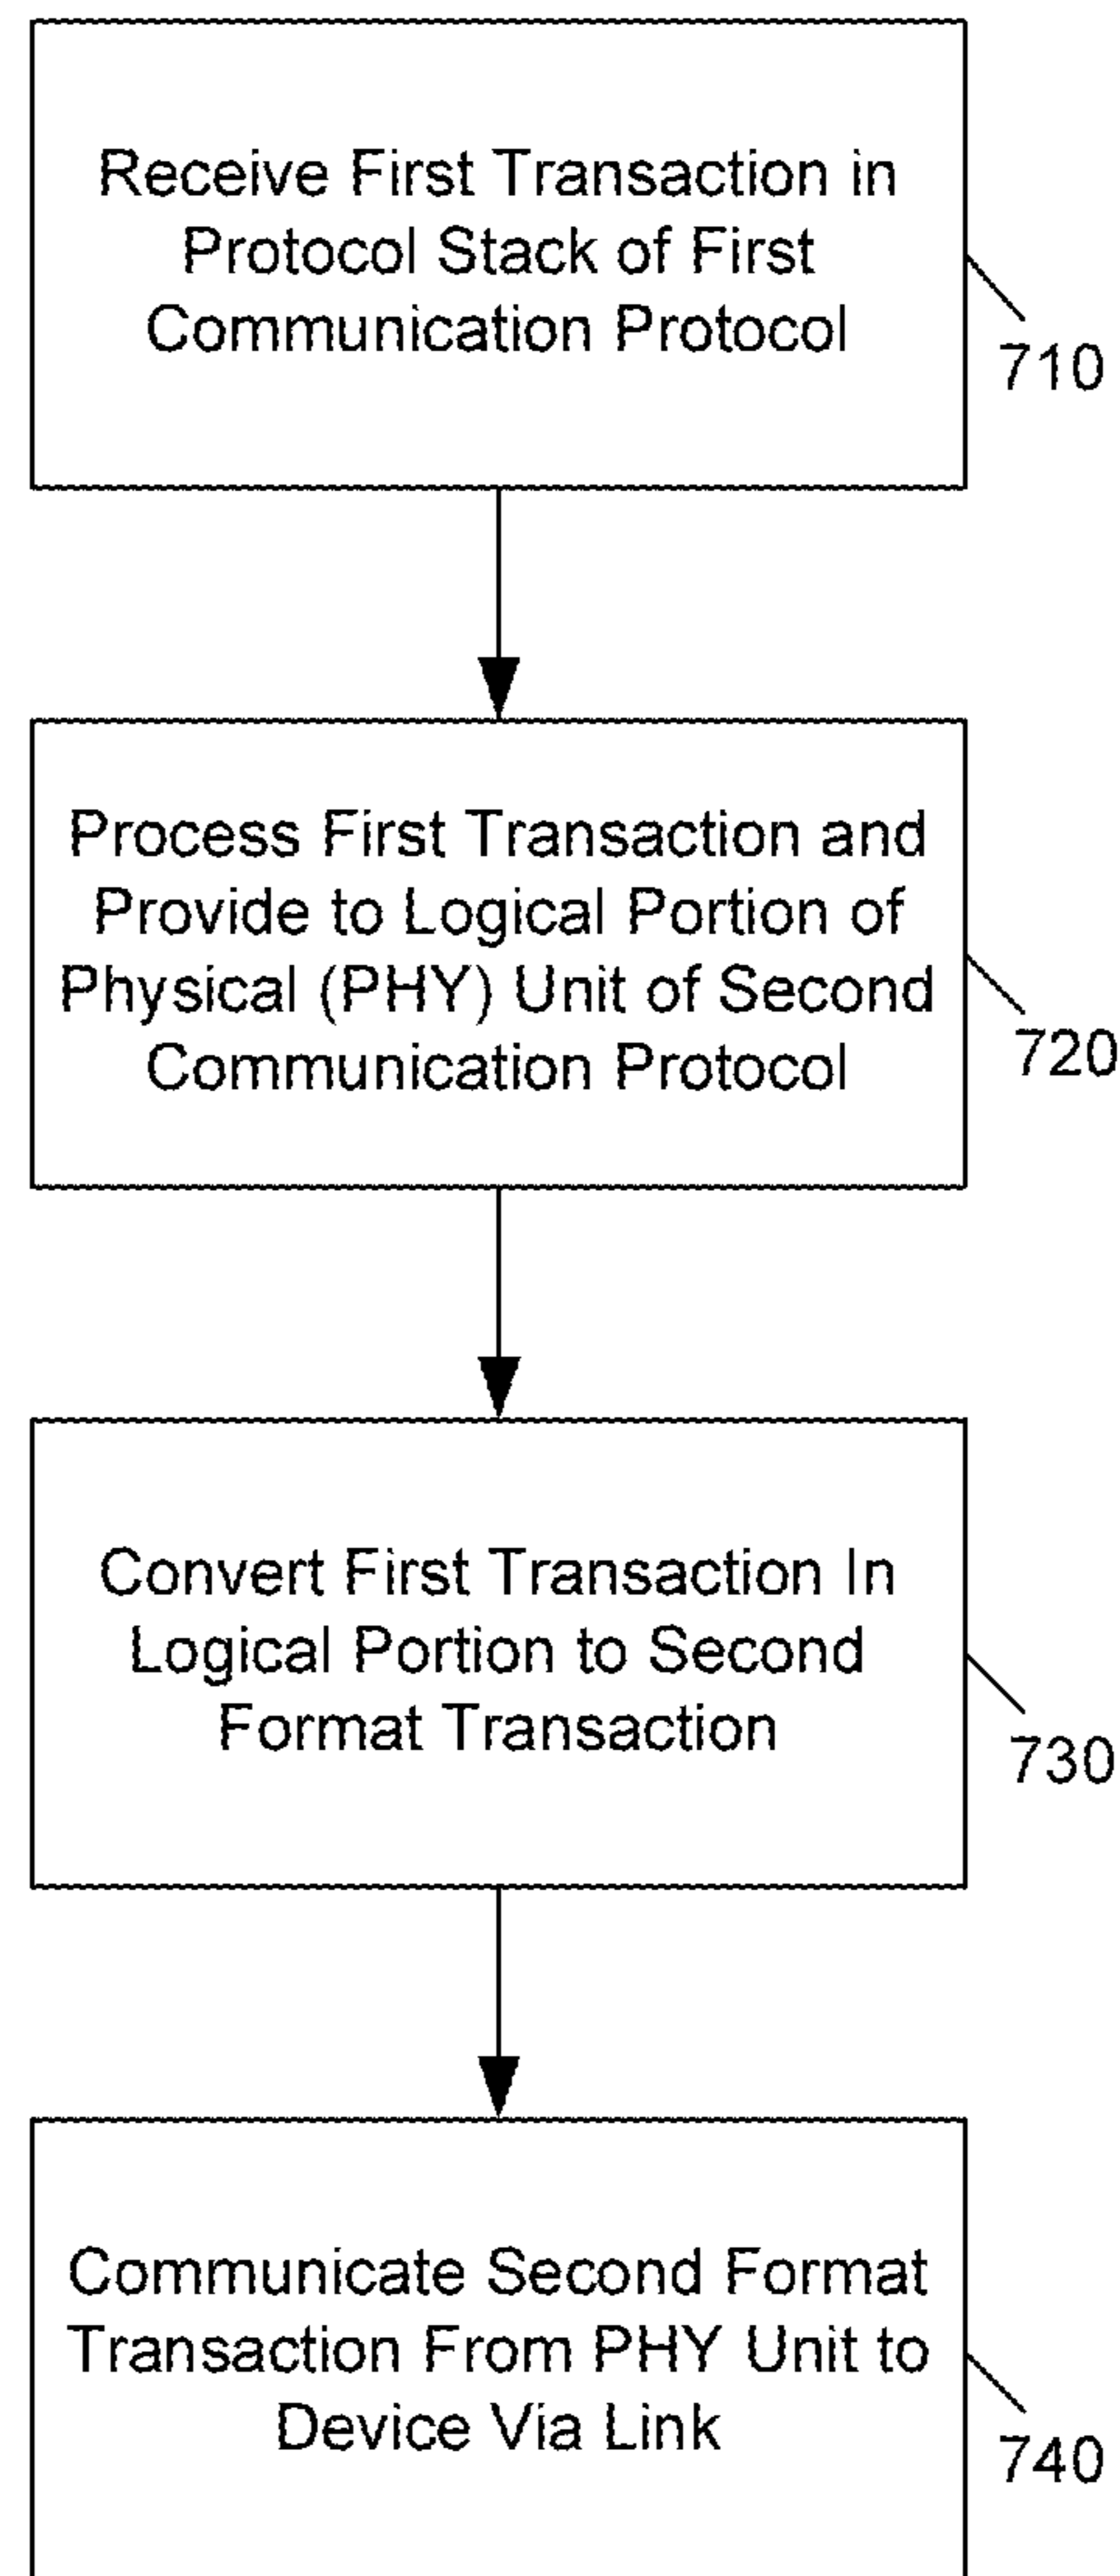 Receive First Transaction in
Protocol Stack of First
Communication Protocol
710
Process First Transaction and
Provide to Logical Portion of
Physical (PHY) Unit of Second
Communication Protocol
720
Convert First Transaction In
Logical Portion to Second
Format Transaction
730
Communicate Second Format
Transaction From PHY Unit to
Device Via Link
740